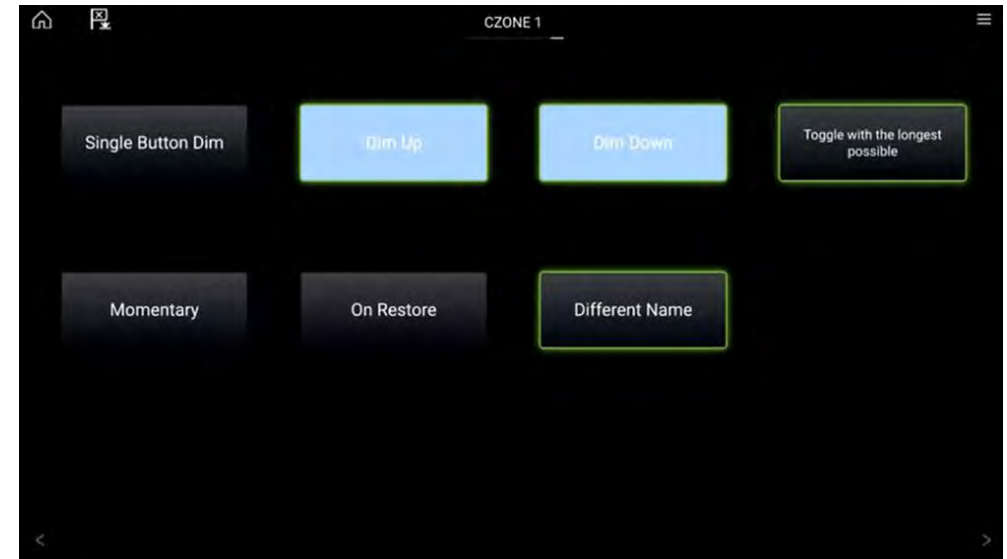 CZONE 1
Single Button Dim
Dim Up
Dim Down
Toggle with the longest
possible
Momentary
On Restore
Different Name